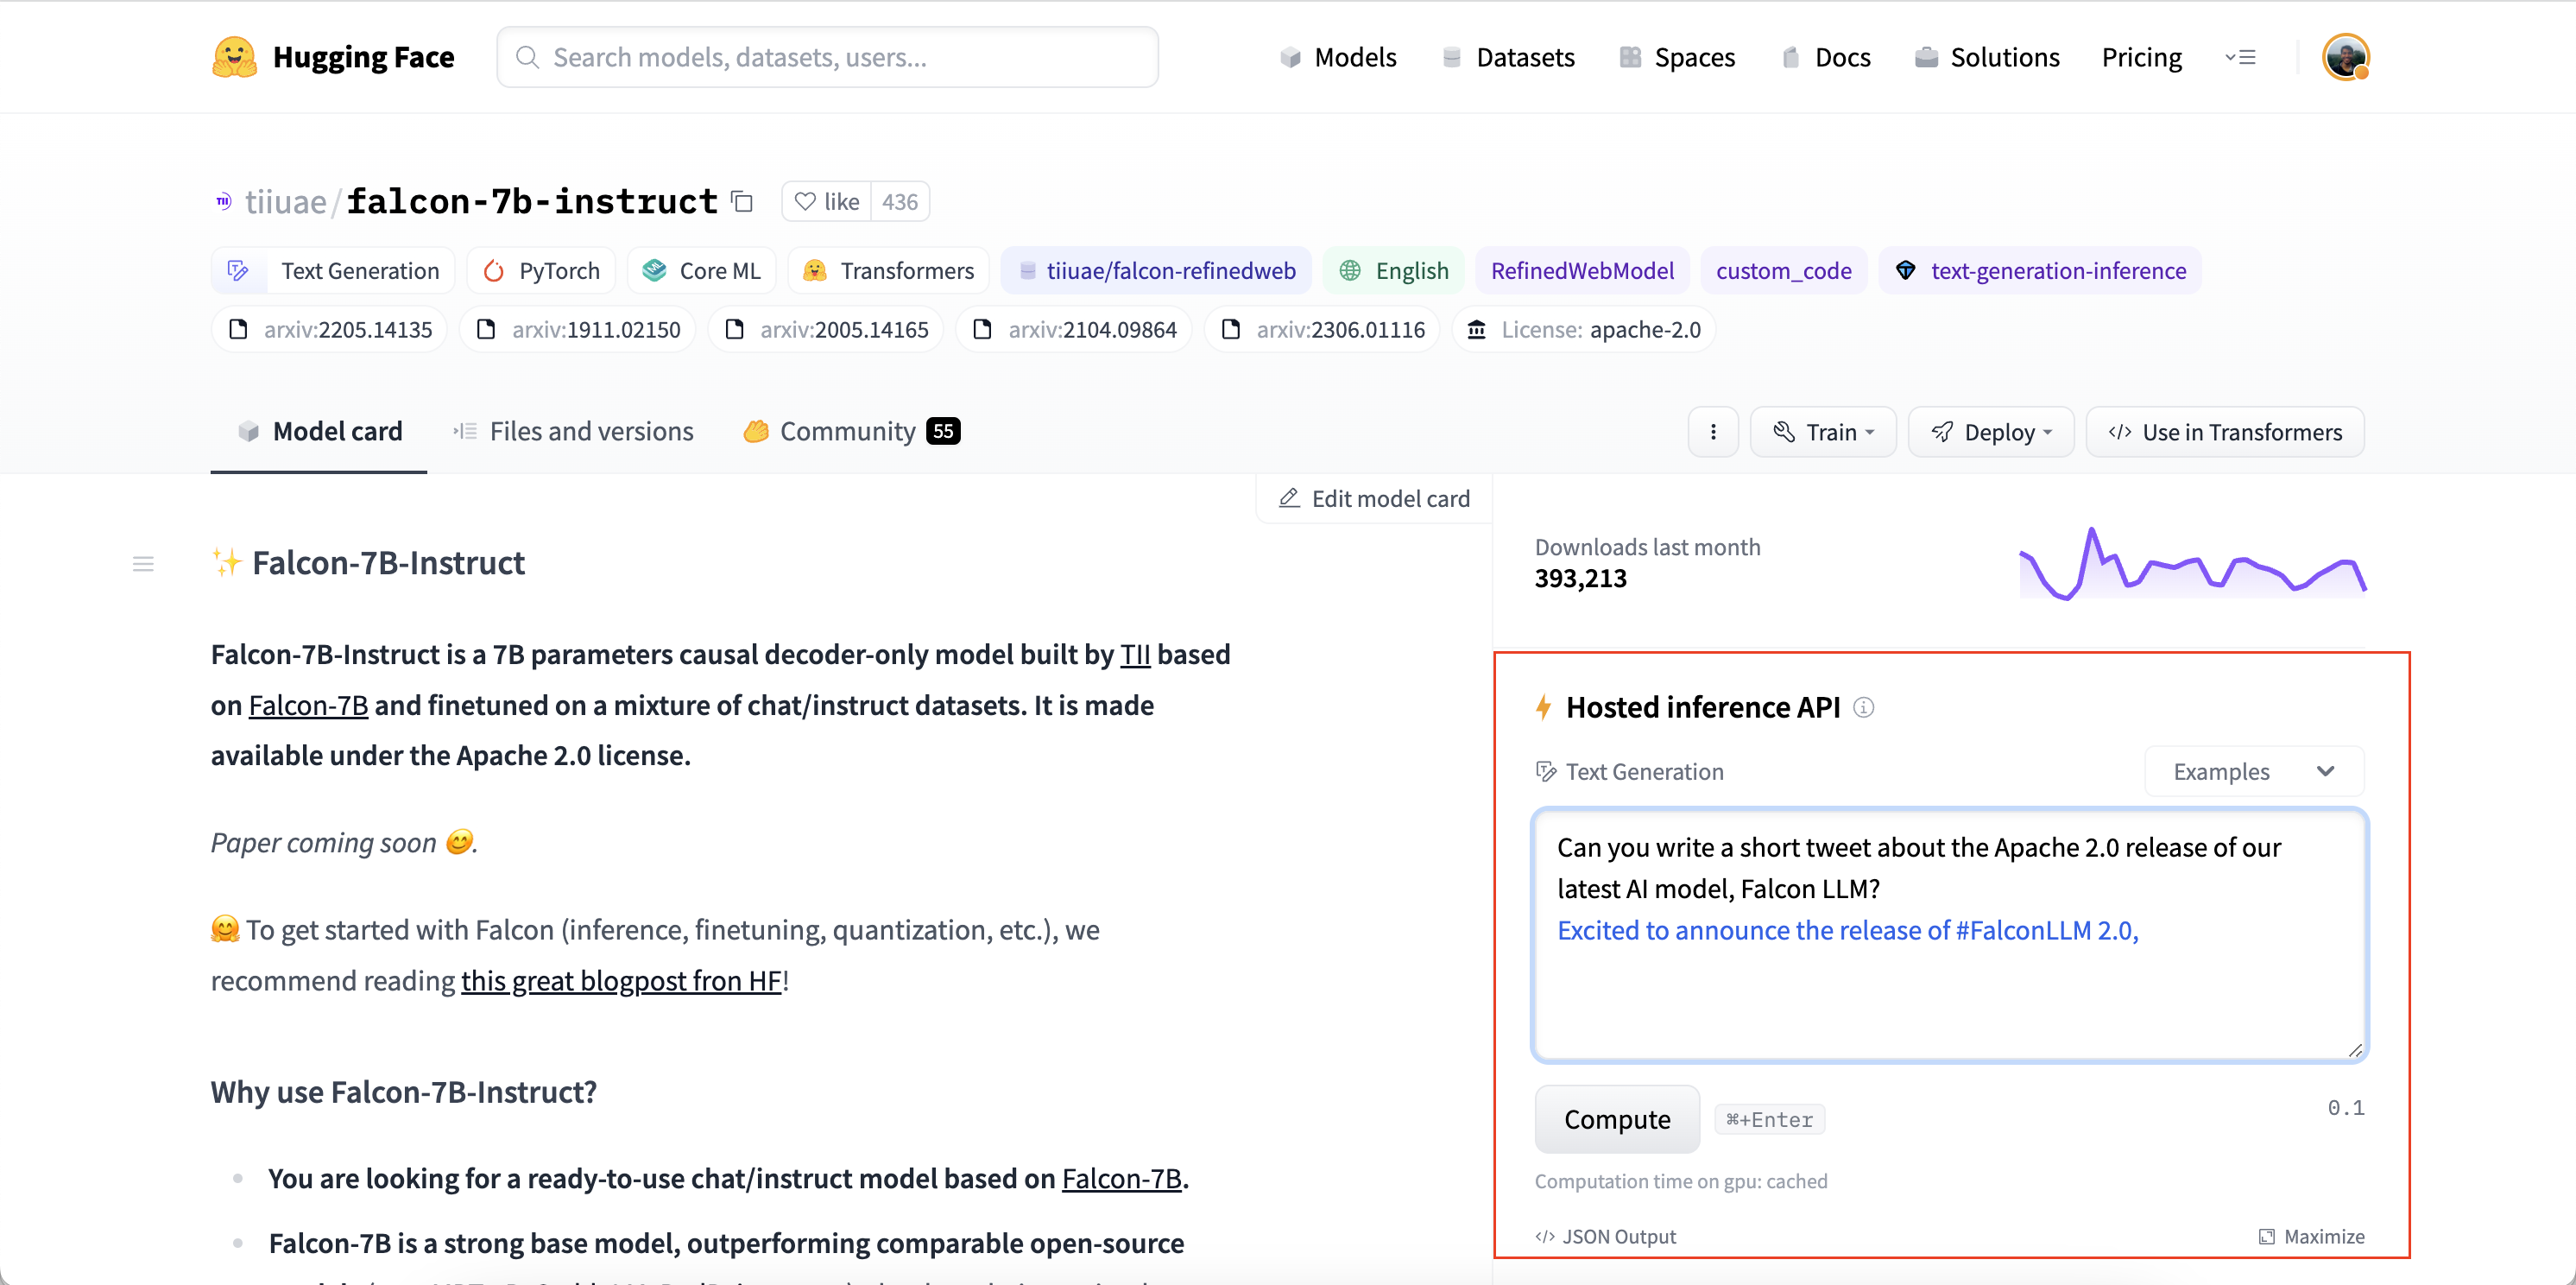 Hugging Face
Search models, datasets, users...
Models
Datasets
Spaces
Docs
Solutions
Pricing
tiiuae/falcon-7b-instruct
like 436
Text Generation
PyTorch
Core ML
Transformers
tiiuae/falcon-refinedweb
English
RefinedWebModel
custom_code
text-generation-inference
arxiv:2205.14135
arxiv:1911.02150
arxiv:2005.14165
arxiv:2104.09864
arxiv:2306.01116
License: apache-2.0
Model card
Files and versions
Community 55
Train
Deploy
</> Use in Transformers
Edit model card
✨ Falcon-7B-Instruct
Falcon-7B-Instruct is a 7B parameters causal decoder-only model built by TII based
on Falcon-7B and finetuned on a mixture of chat/instruct datasets. It is made
available under the Apache 2.0 license.
Paper coming soon 😊.
🤗 To get started with Falcon (inference, finetuning, quantization, etc.), we
recommend reading this great blogpost fron HF!
Why use Falcon-7B-Instruct?
You are looking for a ready-to-use chat/instruct model based on Falcon-7B.
Falcon-7B is a strong base model, outperforming comparable open-source
Downloads last month
393,213
⚡ Hosted inference API
Text Generation
Examples
Can you write a short tweet about the Apache 2.0 release of our
latest AI model, Falcon LLM?
Excited to announce the release of #FalconLLM 2.0,
Compute
⌘+Enter
0.1
Computation time on gpu: cached
</> JSON Output
Maximize